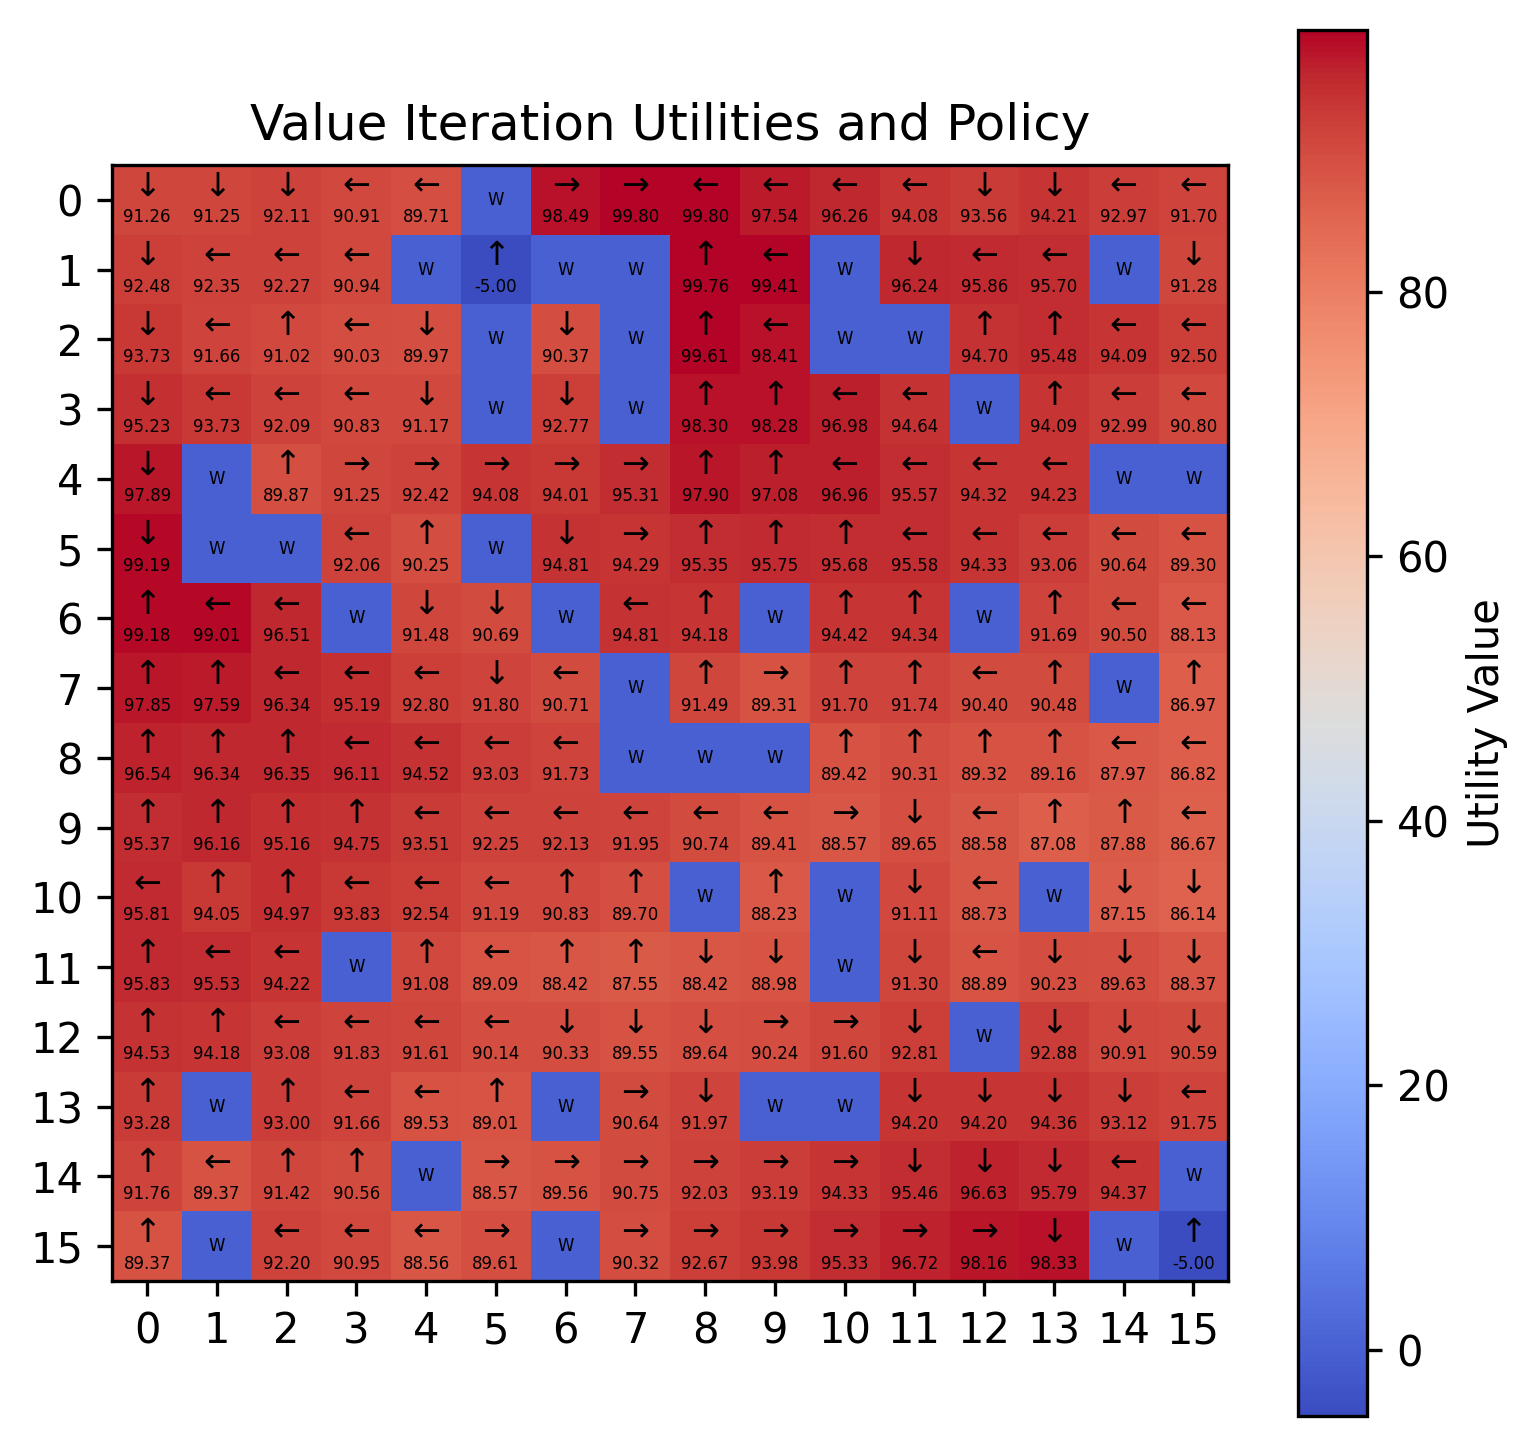 Value Iteration Utilities and Policy
0 ↓ ↓ ↓ ← ← W → → ← ← ← ← ↓ ↓ ← ←
91.26 91.25 92.11 90.91 89.71 98.49 99.80 99.80 97.54 96.26 94.08 93.56 94.21 92.97 91.70
1 ↓ ← ← ← W ↑ W W ↑ ← W ↓ ← ← W ↓
92.48 92.35 92.27 90.94 -5.00 99.76 99.41 96.24 95.86 95.70 91.28
2 ↓ ← ↑ ← ↓ W ↓ W ↑ ← W W ↑ ↑ ← ←
93.73 91.66 91.02 90.03 89.97 90.37 99.61 98.41 94.70 95.48 94.09 92.50
3 ↓ ← ← ← ↓ W ↓ W ↑ ↑ ← ← W ↑ ← ←
95.23 93.73 92.09 90.83 91.17 92.77 98.30 98.28 96.98 94.64 94.09 92.99 90.80
4 ↓ W ↑ → → → → → ↑ ↑ ← ← ← ← W W
97.89 89.87 91.25 92.42 94.08 94.01 95.31 97.90 97.08 96.96 95.57 94.32 94.23
5 ↓ W W ← ↑ W ↓ → ↑ ↑ ↑ ← ← ← ← ←
99.19 92.06 90.25 94.81 94.29 95.35 95.75 95.68 95.58 94.33 93.06 90.64 89.30
6 ↑ ← ← W ↓ ↓ W ← ↑ W ↑ ↑ W ↑ ← ←
99.18 99.01 96.51 91.48 90.69 94.81 94.18 94.42 94.34 91.69 90.50 88.13
7 ↑ ↑ ← ← ← ↓ ← W ↑ → ↑ ↑ ← ↑ W ↑
97.85 97.59 96.34 95.19 92.80 91.80 90.71 91.49 89.31 91.70 91.74 90.40 90.48 86.97
8 ↑ ↑ ↑ ← ← ← ← W W W ↑ ↑ ↑ ↑ ← ←
96.54 96.34 96.35 96.11 94.52 93.03 91.73 89.42 90.31 89.32 89.16 87.97 86.82
9 ↑ ↑ ↑ ↑ ← ← ← ← ← ← → ↓ ← ↑ ↑ ←
95.37 96.16 95.16 94.75 93.51 92.25 92.13 91.95 90.74 89.41 88.57 89.65 88.58 87.08 87.88 86.67
10 ← ↑ ↑ ← ← ← ↑ ↑ W ↑ W ↓ ← W ↓ ↓
95.81 94.05 94.97 93.83 92.54 91.19 90.83 89.70 88.23 91.11 88.73 87.15 86.14
11 ↑ ← ← W ↑ ← ↑ ↑ ↓ ↓ W ↓ ← ↓ ↓ ↓
95.83 95.53 94.22 91.08 89.09 88.42 87.55 88.42 88.98 91.30 88.89 90.23 89.63 88.37
12 ↑ ↑ ← ← ← ← ↓ ↓ ↓ → → ↓ W ↓ ↓ ↓
94.53 94.18 93.08 91.83 91.61 90.14 90.33 89.55 89.64 90.24 91.60 92.81 92.88 90.91 90.59
13 ↑ W ↑ ← ← ↑ W → ↓ W W ↓ ↓ ↓ ↓ ←
93.28 93.00 91.66 89.53 89.01 90.64 91.97 94.20 94.20 94.36 93.12 91.75
14 ↑ ← ↑ ↑ W → → → → → → ↓ ↓ ↓ ← W
91.76 89.37 91.42 90.56 88.57 89.56 90.75 92.03 93.19 94.33 95.46 96.63 95.79 94.37
15 ↑ W ← ← ← → W → → → → → → ↓ W ↑
89.37 92.20 90.95 88.56 89.61 90.32 92.67 93.98 95.33 96.72 98.16 98.33 -5.00
0 1 2 3 4 5 6 7 8 9 10 11 12 13 14 15
80
60
40
20
0
Utility Value